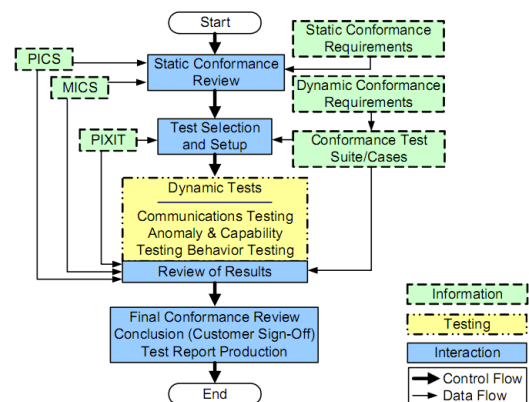 Start
PICS
Static Conformance
Review
Static Conformance
Requirements
MICS
Dynamic Conformance
Requirements
PIXIT
Test Selection
and Setup
Conformance Test
Suite/Cases
Dynamic Tests
Communications Testing
Anomaly & Capability
Testing Behavior Testing
Review of Results
Final Conformance Review
Conclusion (Customer Sign-Off)
Test Report Production
End
Information
Testing
Interaction
Control Flow
Data Flow